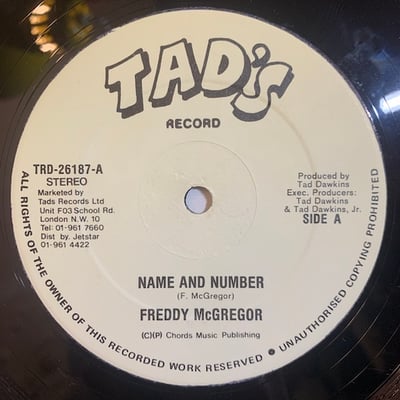 TAD's
RECORD
TRD-26187-A
STEREO
Marketed by
Tads Records Ltd
Unit F03 School Rd.
London N.W. 10
Tel: 01-961 7660
Dist by. Jetstar
01-961 4422
Produced by
Tad Dawkins
Exec. Producers:
Tad Dawkins
& Tad Dawkins, Jr.
SIDE A
NAME AND NUMBER
(F. McGregor)
FREDDY McGREGOR
(C)(P) Chords Music Publishing
ALL RIGHTS OF THE OWNER OF THIS RECORDED WORK RESERVED ● UNAUTHORISED COPYING PROHIBITED